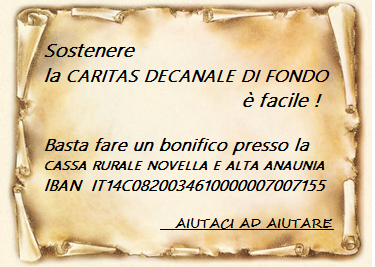 Sostenere
la CARITAS DECANALE DI FONDO
è facile !
Basta fare un bonifico presso la
CASSA RURALE NOVELLA E ALTA ANAUNIA
IBAN IT14C0820034610000007007155
AIUTACI AD AIUTARE